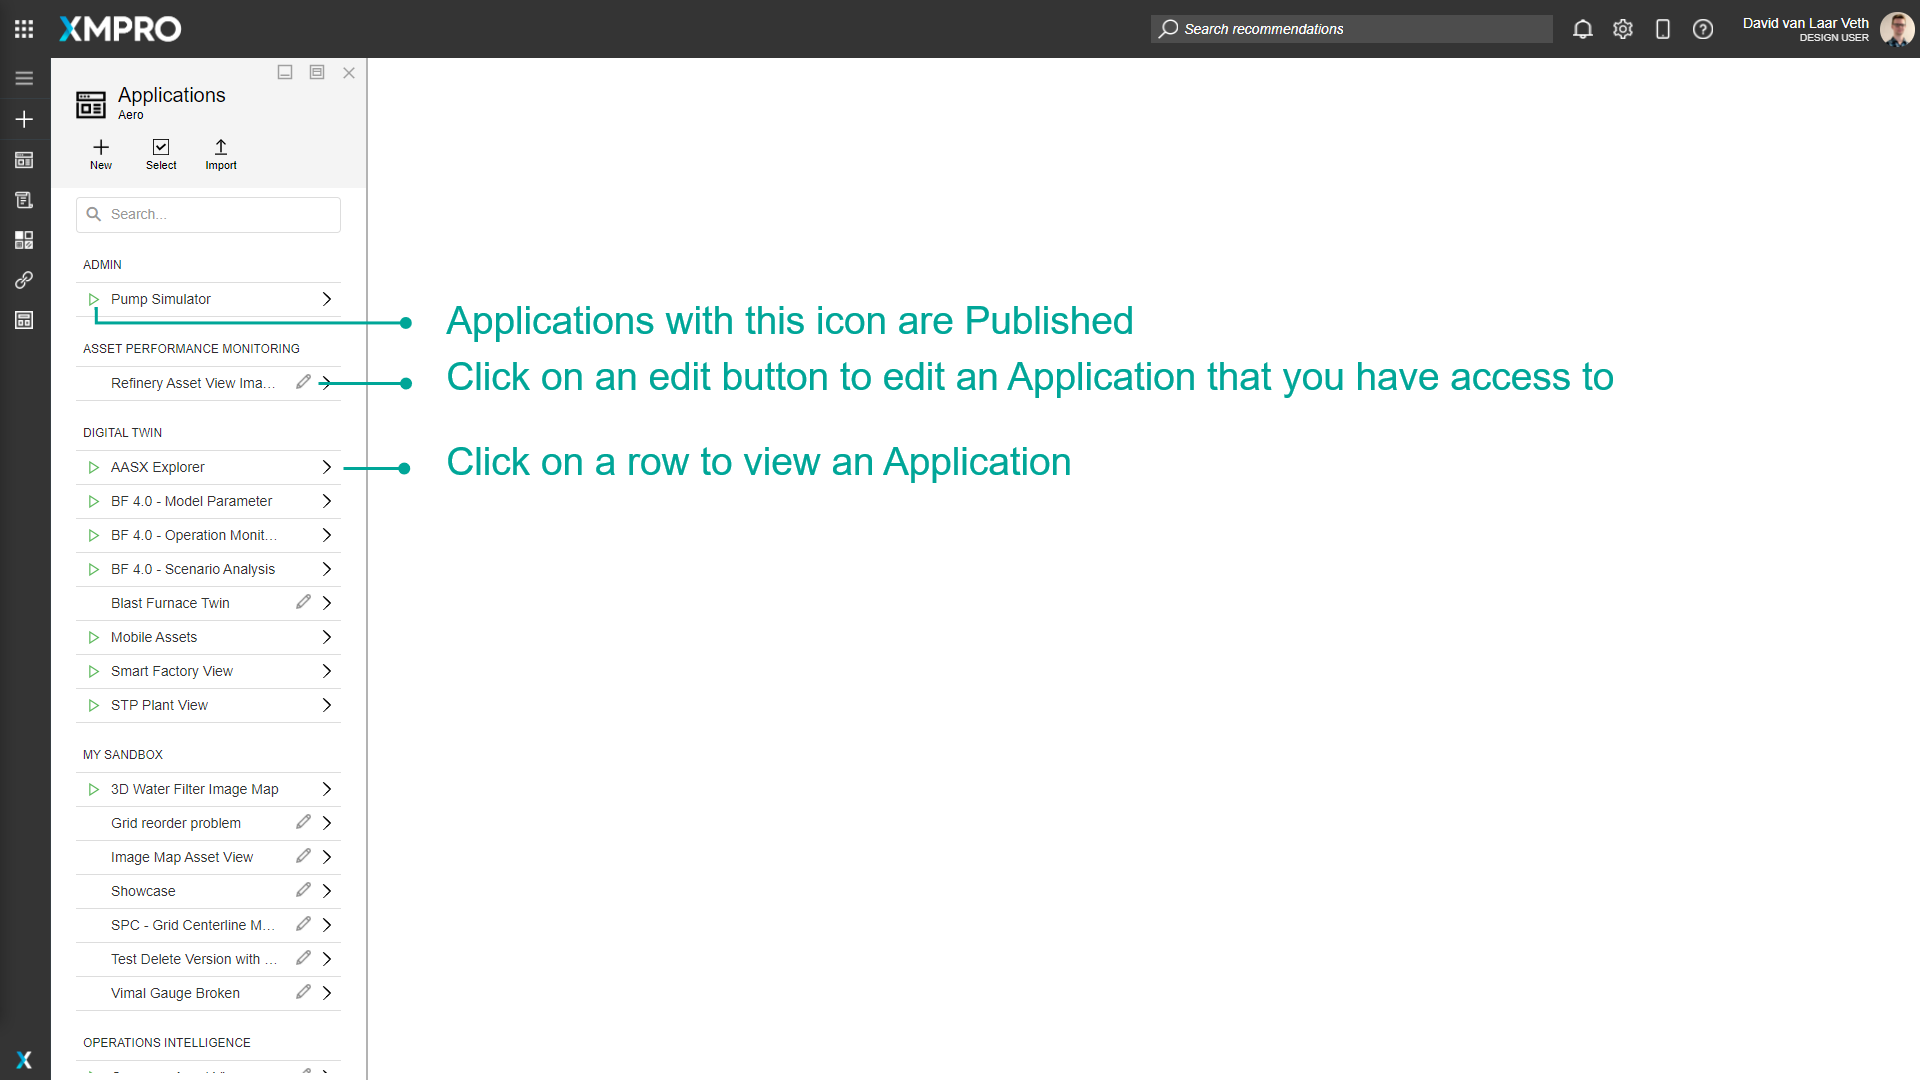 XMPRO
Search recommendations
David van Laar Veth
DESIGN USER
Applications
Aero
New
Select
Import
Search...
ADMIN
Pump Simulator
Applications with this icon are Published
ASSET PERFORMANCE MONITORING
Refinery Asset View Ima...
Click on an edit button to edit an Application that you have access to
DIGITAL TWIN
AASX Explorer
Click on a row to view an Application
BF 4.0 - Model Parameter
BF 4.0 - Operation Monit...
BF 4.0 - Scenario Analysis
Blast Furnace Twin
Mobile Assets
Smart Factory View
STP Plant View
MY SANDBOX
3D Water Filter Image Map
Grid reorder problem
Image Map Asset View
Showcase
SPC - Grid Centerline M...
Test Delete Version with ...
Vimal Gauge Broken
OPERATIONS INTELLIGENCE